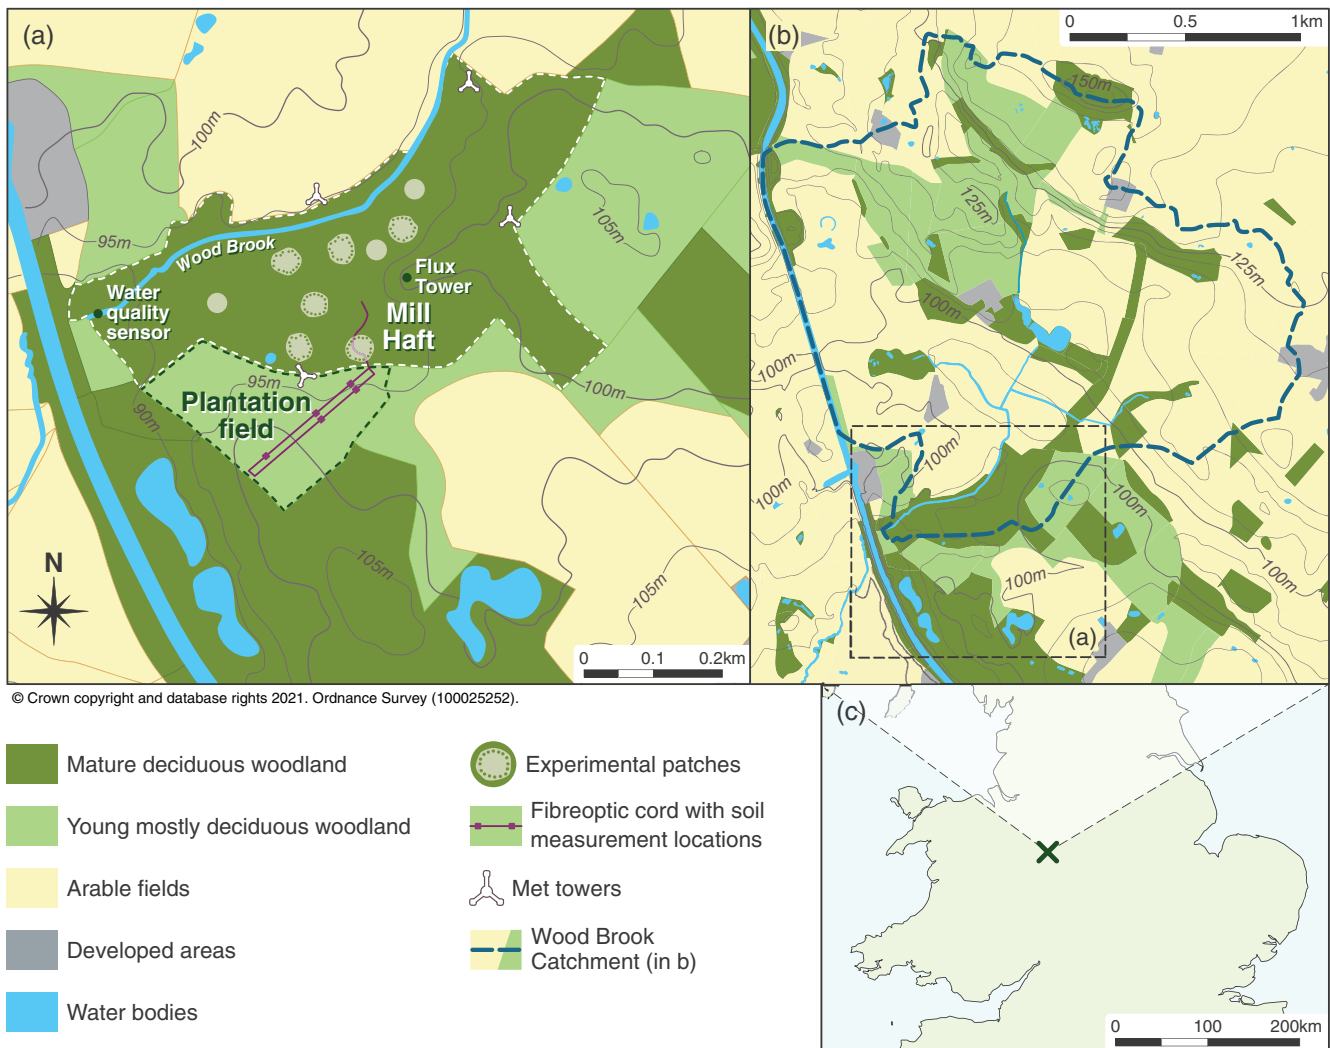 (a)
100m
95m
Wood Brook
Water
quality
sensor
Flux
Tower
Mill
Haft
105m
100m
95m
Plantation
field
90m
105m
105m
N
0 0.1 0.2km
(b)
0 0.5 1km
150m
125m
125m
100m
100m
100m
100m
100m
100m
100m
(a)
© Crown copyright and database rights 2021. Ordnance Survey (100025252).
(c)
0 100 200km
Mature deciduous woodland
Young mostly deciduous woodland
Arable fields
Developed areas
Water bodies
Experimental patches
Fibreoptic cord with soil
measurement locations
Met towers
Wood Brook
Catchment (in b)